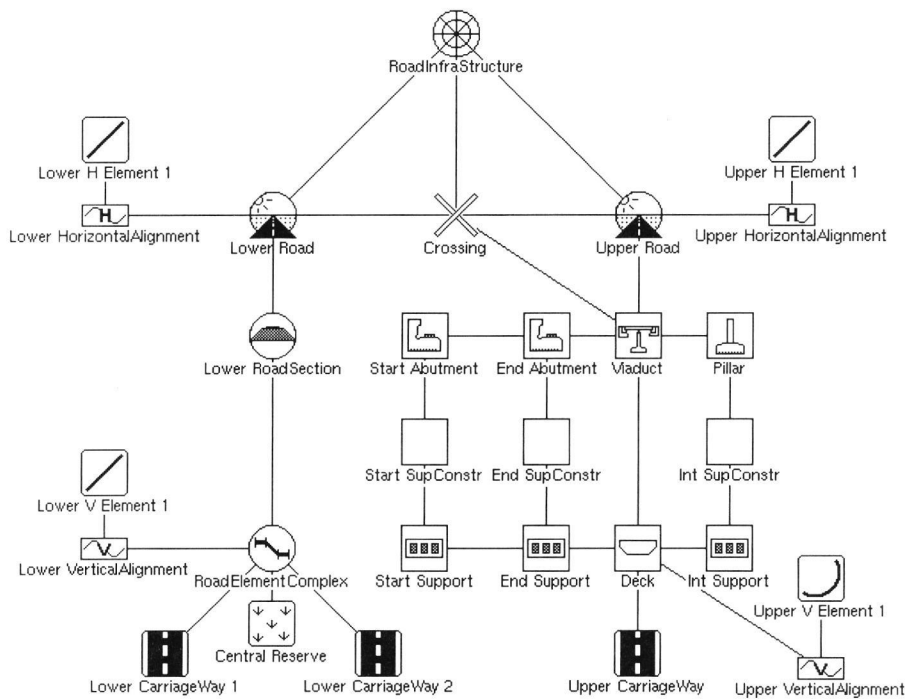 RoadInfraStructure
Lower H Element 1
Upper H Element 1
H
H
Lower HorizontalAlignment
Lower Road
Crossing
Upper Road
Upper HorizontalAlignment
Lower RoadSection
Start Abutment
End Abutment
Viaduct
Pillar
Start SupConstr
End SupConstr
Int SupConstr
Lower V Element 1
V
Lower VerticalAlignment
RoadElementComplex
Start Support
End Support
Deck
Int Support
Upper V Element 1
Central Reserve
V
Lower CarriageWay 1
Lower CarriageWay 2
Upper CarriageWay
Upper VerticalAlignment